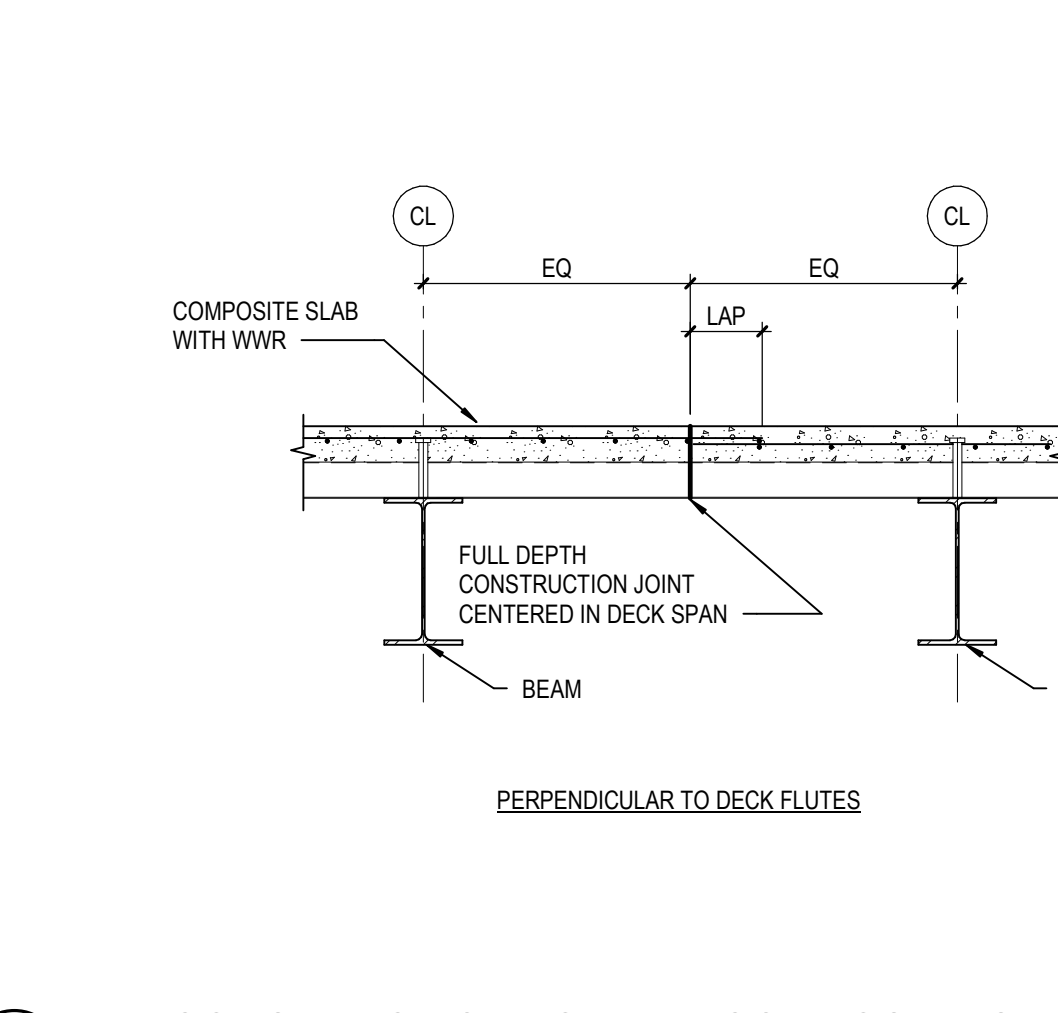 CL
CL
EQ
EQ
LAP
COMPOSITE SLAB
WITH WWR
FULL DEPTH
CONSTRUCTION JOINT
CENTERED IN DECK SPAN
BEAM
PERPENDICULAR TO DECK FLUTES